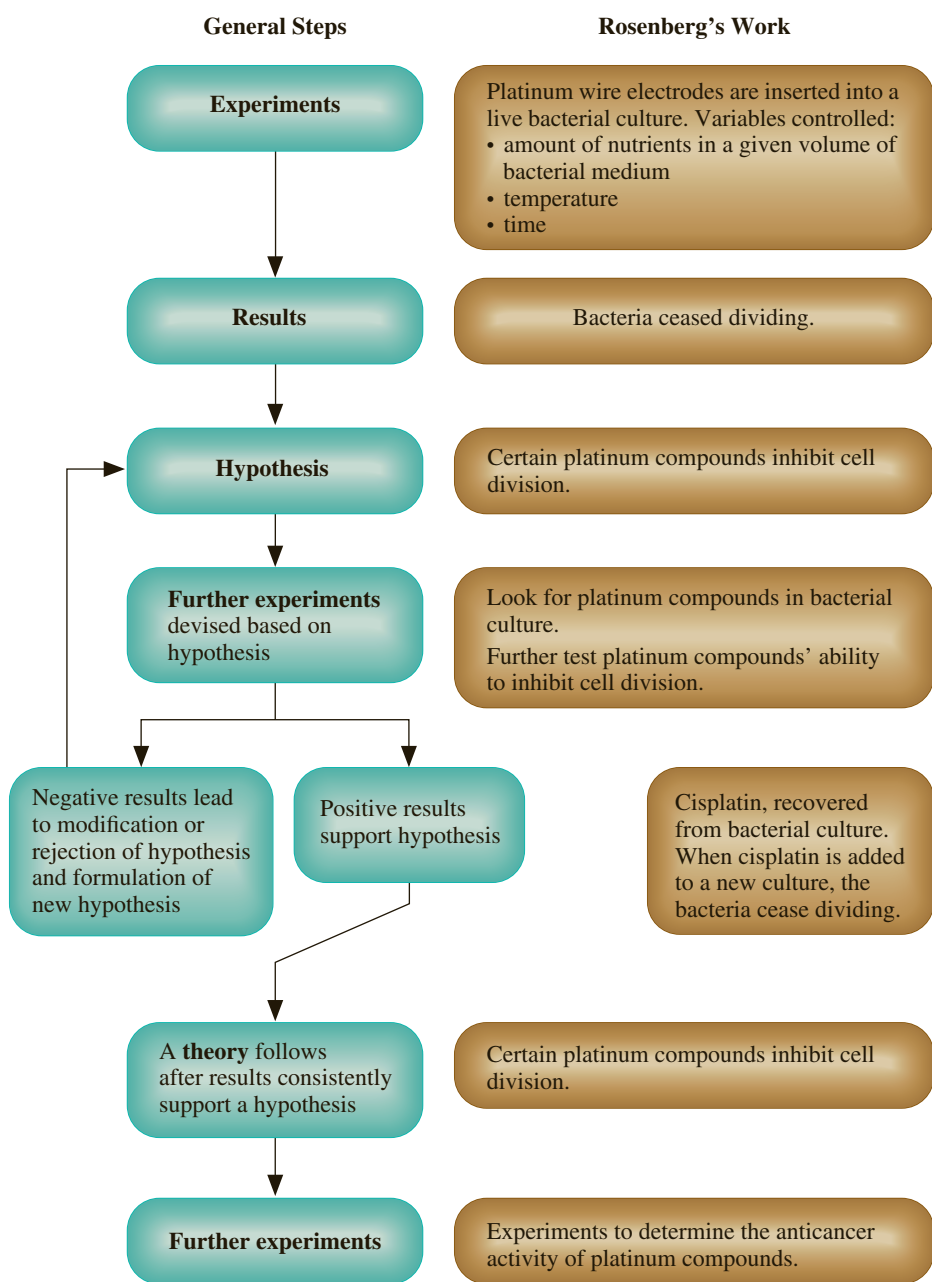 General Steps
Rosenberg's Work
Experiments
Platinum wire electrodes are inserted into a
live bacterial culture. Variables controlled:
• amount of nutrients in a given volume of
bacterial medium
• temperature
• time
Results
Bacteria ceased dividing.
Hypothesis
Certain platinum compounds inhibit cell
division.
Further experiments
devised based on
hypothesis
Look for platinum compounds in bacterial
culture.
Further test platinum compounds' ability
to inhibit cell division.
Negative results lead
to modification or
rejection of hypothesis
and formulation of
new hypothesis
Positive results
support hypothesis
Cisplatin, recovered
from bacterial culture.
When cisplatin is added
to a new culture, the
bacteria cease dividing.
A theory follows
after results consistently
support a hypothesis
Certain platinum compounds inhibit cell
division.
Further experiments
Experiments to determine the anticancer
activity of platinum compounds.